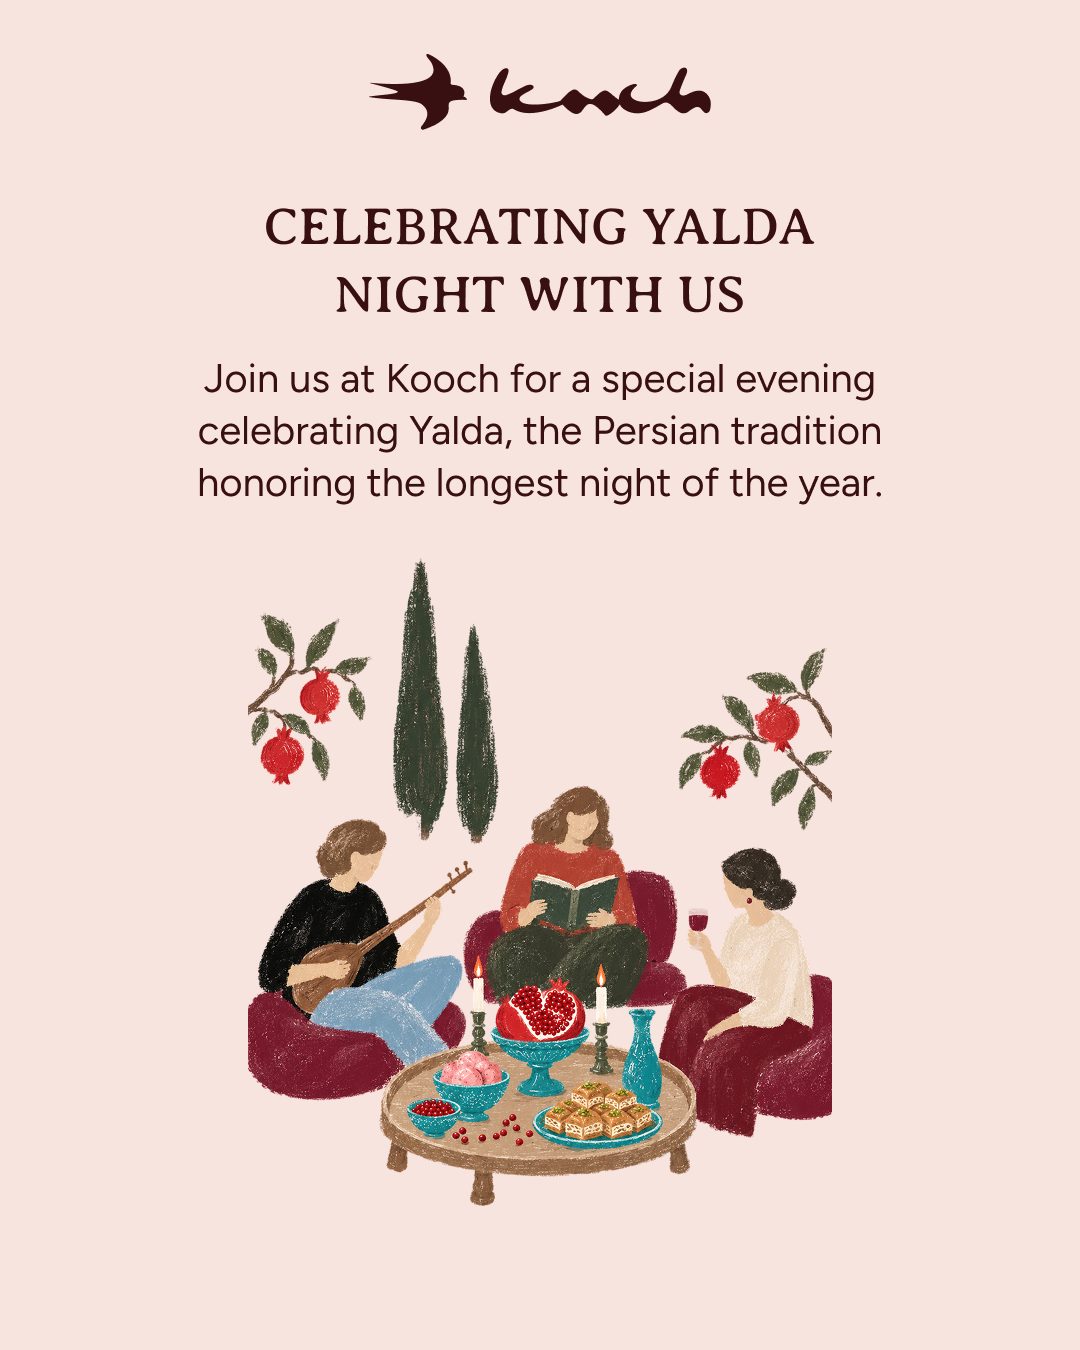 kooch
CELEBRATING YALDA
NIGHT WITH US
Join us at Kooch for a special evening
celebrating Yalda, the Persian tradition
honoring the longest night of the year.